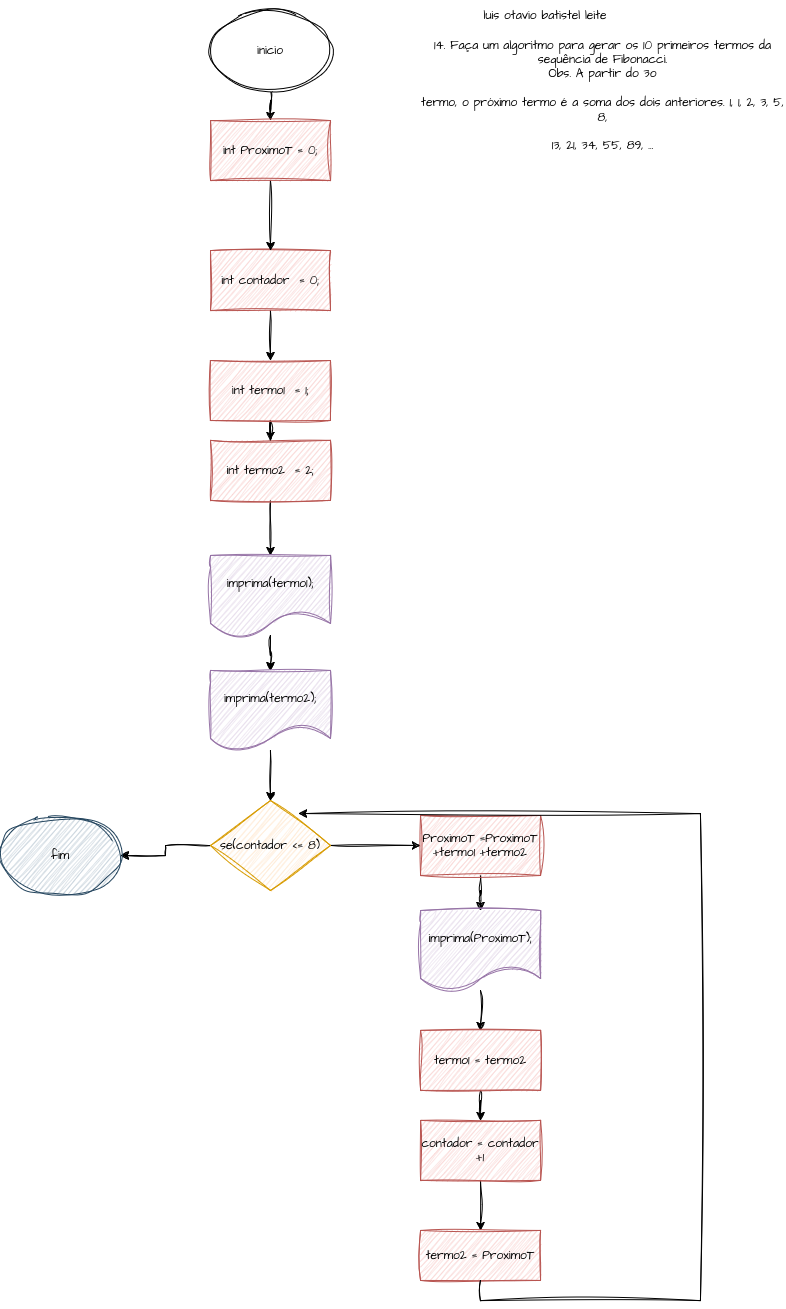 luis otavio batistel leite
14. Faça um algoritmo para gerar os 10 primeiros termos da
sequência de Fibonacci.
Obs. A partir do 3o
termo, o próximo termo é a soma dos dois anteriores. 1, 1, 2, 3, 5,
8,
13, 21, 34, 55, 89, ...
inicio
int ProximoT = 0;
int contador = 0;
int termo1 = 1;
int termo2 = 2;
imprima(termo1);
imprima(termo2);
fim
se(contador <= 8)
ProximoT =ProximoT
+termo1 +termo2
imprima(ProximoT);
termo1 = termo2
contador = contador
+1
termo2 = ProximoT